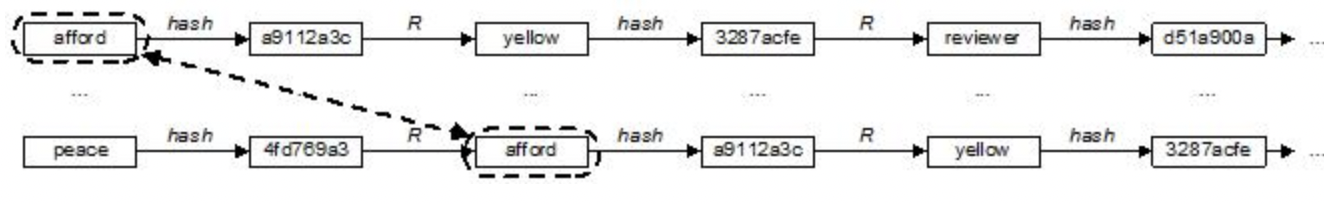 hash R hash R hash
afford a9112a3c yellow 3287acfe reviewer d51a900a ...
... ... ... ... ...
hash R hash R hash
peace 4fd769a3 afford a9112a3c yellow 3287acfe ...